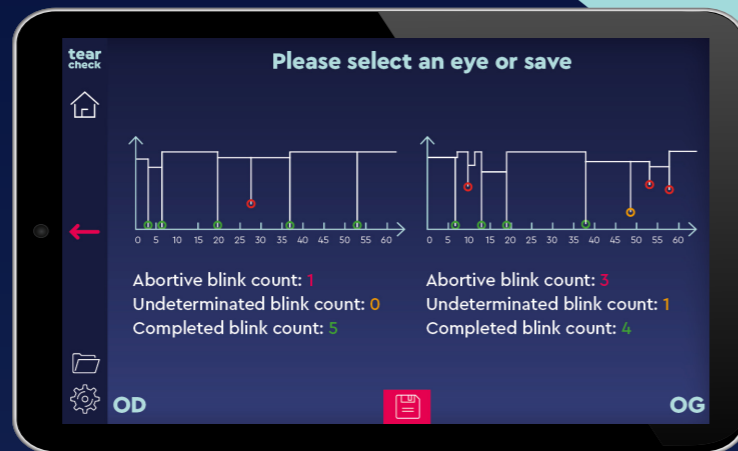 tear
check
Please select an eye or save
0 5 10 15 20 25 30 35 40 45 50 55 60
0 5 10 15 20 25 30 35 40 45 50 55 60
Abortive blink count: 1
Undeterminated blink count: 0
Completed blink count: 5
Abortive blink count: 3
Undeterminated blink count: 1
Completed blink count: 4
OD
OG